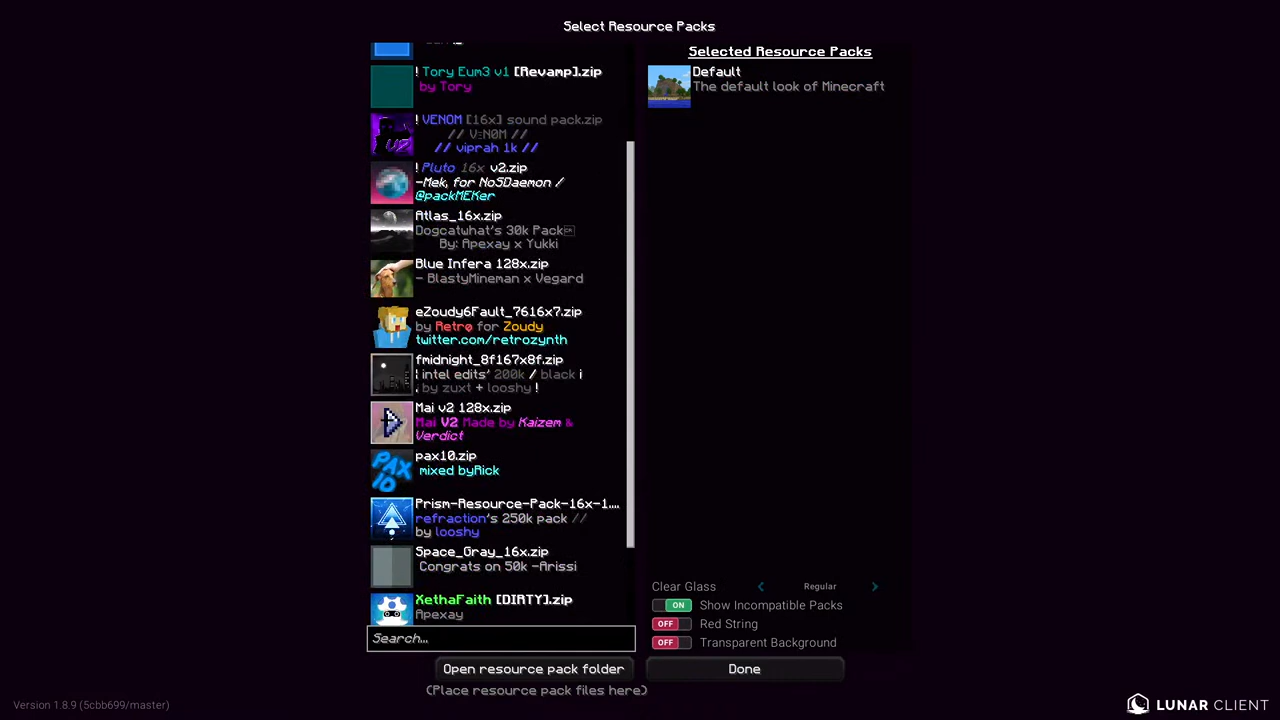 Select Resource Packs
! Tory Eum3 v1 [Revamp].zip
by Tory
! VENOM [16x] sound pack.zip
// V=N0M //
// viprah 1k //
! Pluto 16x v2.zip
-Mek, for NoSDaemon /
@packMEKer
Atlas_16x.zip
Dogcatwhat's 30k Pack
By: Apexay x Yukki
Blue Infera 128x.zip
- BlastyMineman x Vegard
eZoudy6Fault_7616x7.zip
by Retrø for Zoudy
twitter.com/retrozynth
fmidnight_8f167x8f.zip
¦ intel edits' 200k / black ¡
. by zuxt + looshy !
Mai v2 128x.zip
Mai V2 Made by Kaizem &
Verdict
pax10.zip
mixed byRick
PAX
10
Prism-Resource-Pack-16x-1....
refraction's 250k pack //
by looshy
Space_Gray_16x.zip
Congrats on 50k -Arissi
XethaFaith [DIRTY].zip
Apexay
Search...
Open resource pack folder
(Place resource pack files here)
Selected Resource Packs
Default
The default look of Minecraft
Clear Glass < Regular >
ON Show Incompatible Packs
OFF Red String
OFF Transparent Background
Done
Version 1.8.9 (5cbb699/master)
LUNAR CLIENT